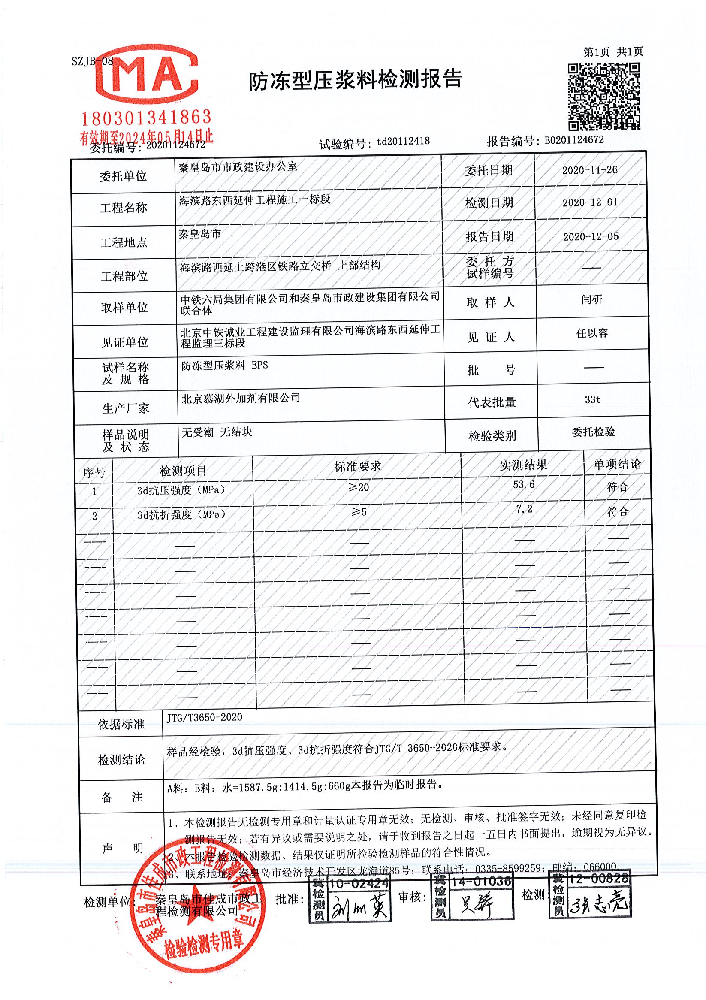 第1页 共1页
SZJB-08
MA
防冻型压浆料检测报告
180301341863
有效期至2024年05月14日止
委托编号: 20201124672 试验编号: td20112418 报告编号: B0201124672
委托单位 秦皇岛市市政建设办公室 委托日期 2020-11-26
工程名称 海滨路东西延伸工程施工一标段 检测日期 2020-12-01
工程地点 秦皇岛市 报告日期 2020-12-05
工程部位 海滨路西延上跨港区铁路立交桥 上部结构 委 托 方
试样编号 ——
取样单位 中铁六局集团有限公司和秦皇岛市政建设集团有限公司
联合体 取 样 人 闫研
见证单位 北京中铁诚业工程建设监理有限公司海滨路东西延伸工
程监理三标段 见 证 人 任以容
试样名称
及 规 格 防冻型压浆料 EPS 批 号 ——
生产厂家 北京慕湖外加剂有限公司 代表批量 33t
样品说明
及 状 态 无受潮 无结块 检验类别 委托检验
序号 检测项目 标准要求 实测结果 单项结论
1 3d抗压强度（MPa） ≥20 53.6 符合
2 3d抗折强度（MPa） ≥5 7.2 符合
—— —— —— —— ——
—— —— —— —— ——
—— —— —— —— ——
—— —— —— —— ——
—— —— —— —— ——
—— —— —— —— ——
—— —— —— —— ——
依据标准 JTG/T3650-2020
检测结论 样品经检验，3d抗压强度、3d抗折强度符合JTG/T 3650-2020标准要求。
备 注 A料：B料：水=1587.5g:1414.5g:660g本报告为临时报告。
声 明
1、本检测报告无检测专用章和计量认证专用章无效；无检测、审核、批准签字无效；未经同意复印检
测报告无效；若有异议或需要说明之处，请于收到报告之日起十五日内书面提出，逾期视为无异议。
2、本报告检验检测数据、结果仅证明所检验检测样品的符合性情况。
3、联系地址：秦皇岛市经济技术开发区龙海道85号；联系电话：0335-8599259；邮编：066000.
检测单位: 秦皇岛市佳成市政工
程检测有限公司
批准: 冀检测员 10-02424
审核: 冀检测员 14-01036
检测 冀检测员 12-00828 张志亮
秦皇岛市佳成市政工程检测有限公司
检验检测专用章